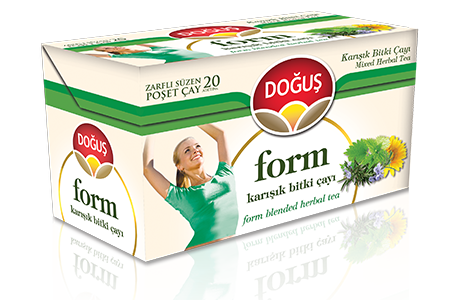 DOĞUŞ
ZARFLI SÜZEN
POŞET ÇAY 20
Karışık Bitki Çayı
Mixed Herbal Tea
DOĞUŞ
form
karışık bitki çayı
form blended herbal tea
DOĞUŞ
form
karışık bitki çayı